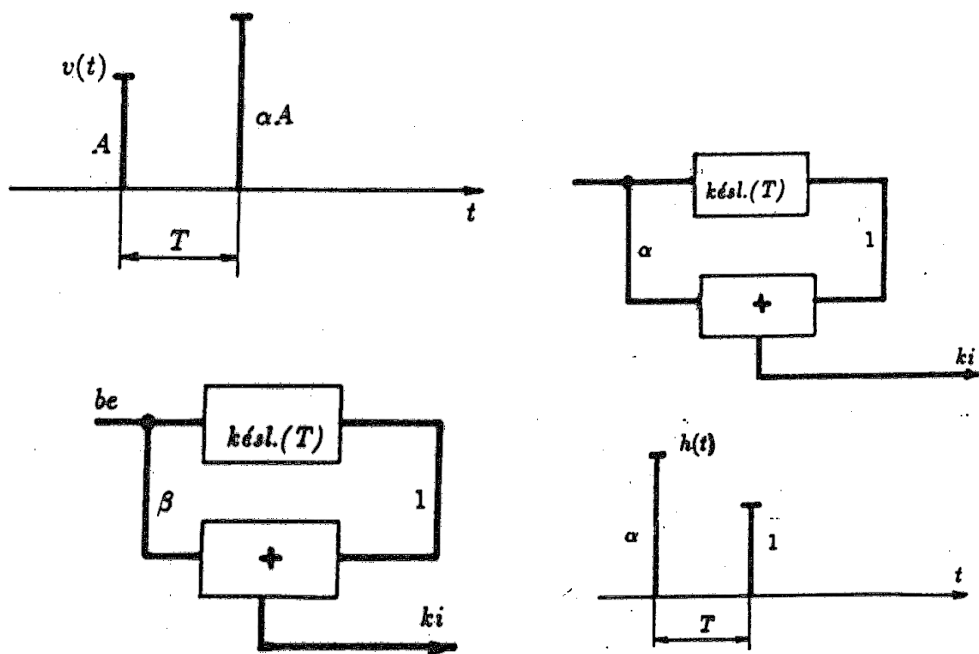 v(t)
A
αA
t
T
késl.(T)
α
1
+
ki
be
késl.(T)
β
1
+
ki
h(t)
α
1
t
T